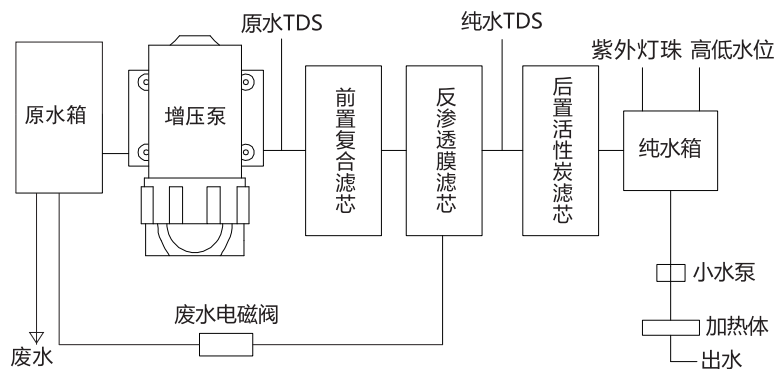 原水TDS
纯水TDS
紫外灯珠
高低水位
原水箱
增压泵
前置复合滤芯
反渗透膜滤芯
后置活性炭滤芯
纯水箱
小水泵
废水电磁阀
加热体
废水
出水